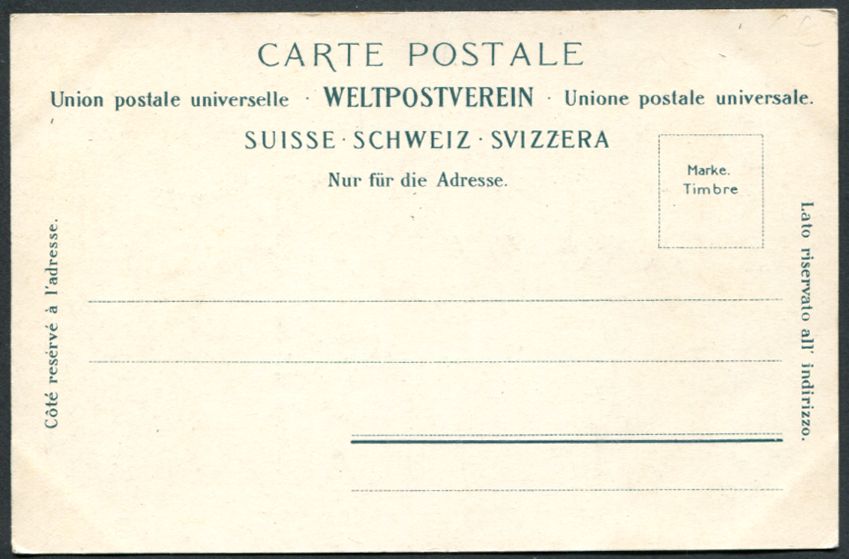 CARTE POSTALE
Union postale universelle · WELTPOSTVEREIN · Unione postale universale.
SUISSE · SCHWEIZ · SVIZZERA
Nur für die Adresse.
Marke.
Timbre
Côté resérvé à l'adresse.
Lato riservato all' indirizzo.